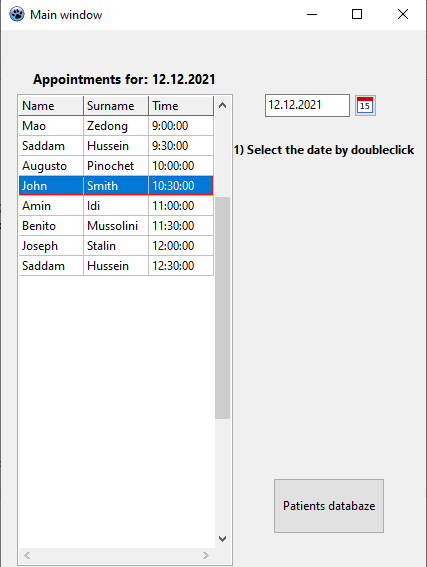 Main window
Appointments for: 12.12.2021
12.12.2021
15
Name Surname Time
Mao Zedong 9:00:00
Saddam Hussein 9:30:00
1) Select the date by doubleclick
Augusto Pinochet 10:00:00
John Smith 10:30:00
Amin Idi 11:00:00
Benito Mussolini 11:30:00
Joseph Stalin 12:00:00
Saddam Hussein 12:30:00
Patients databaze